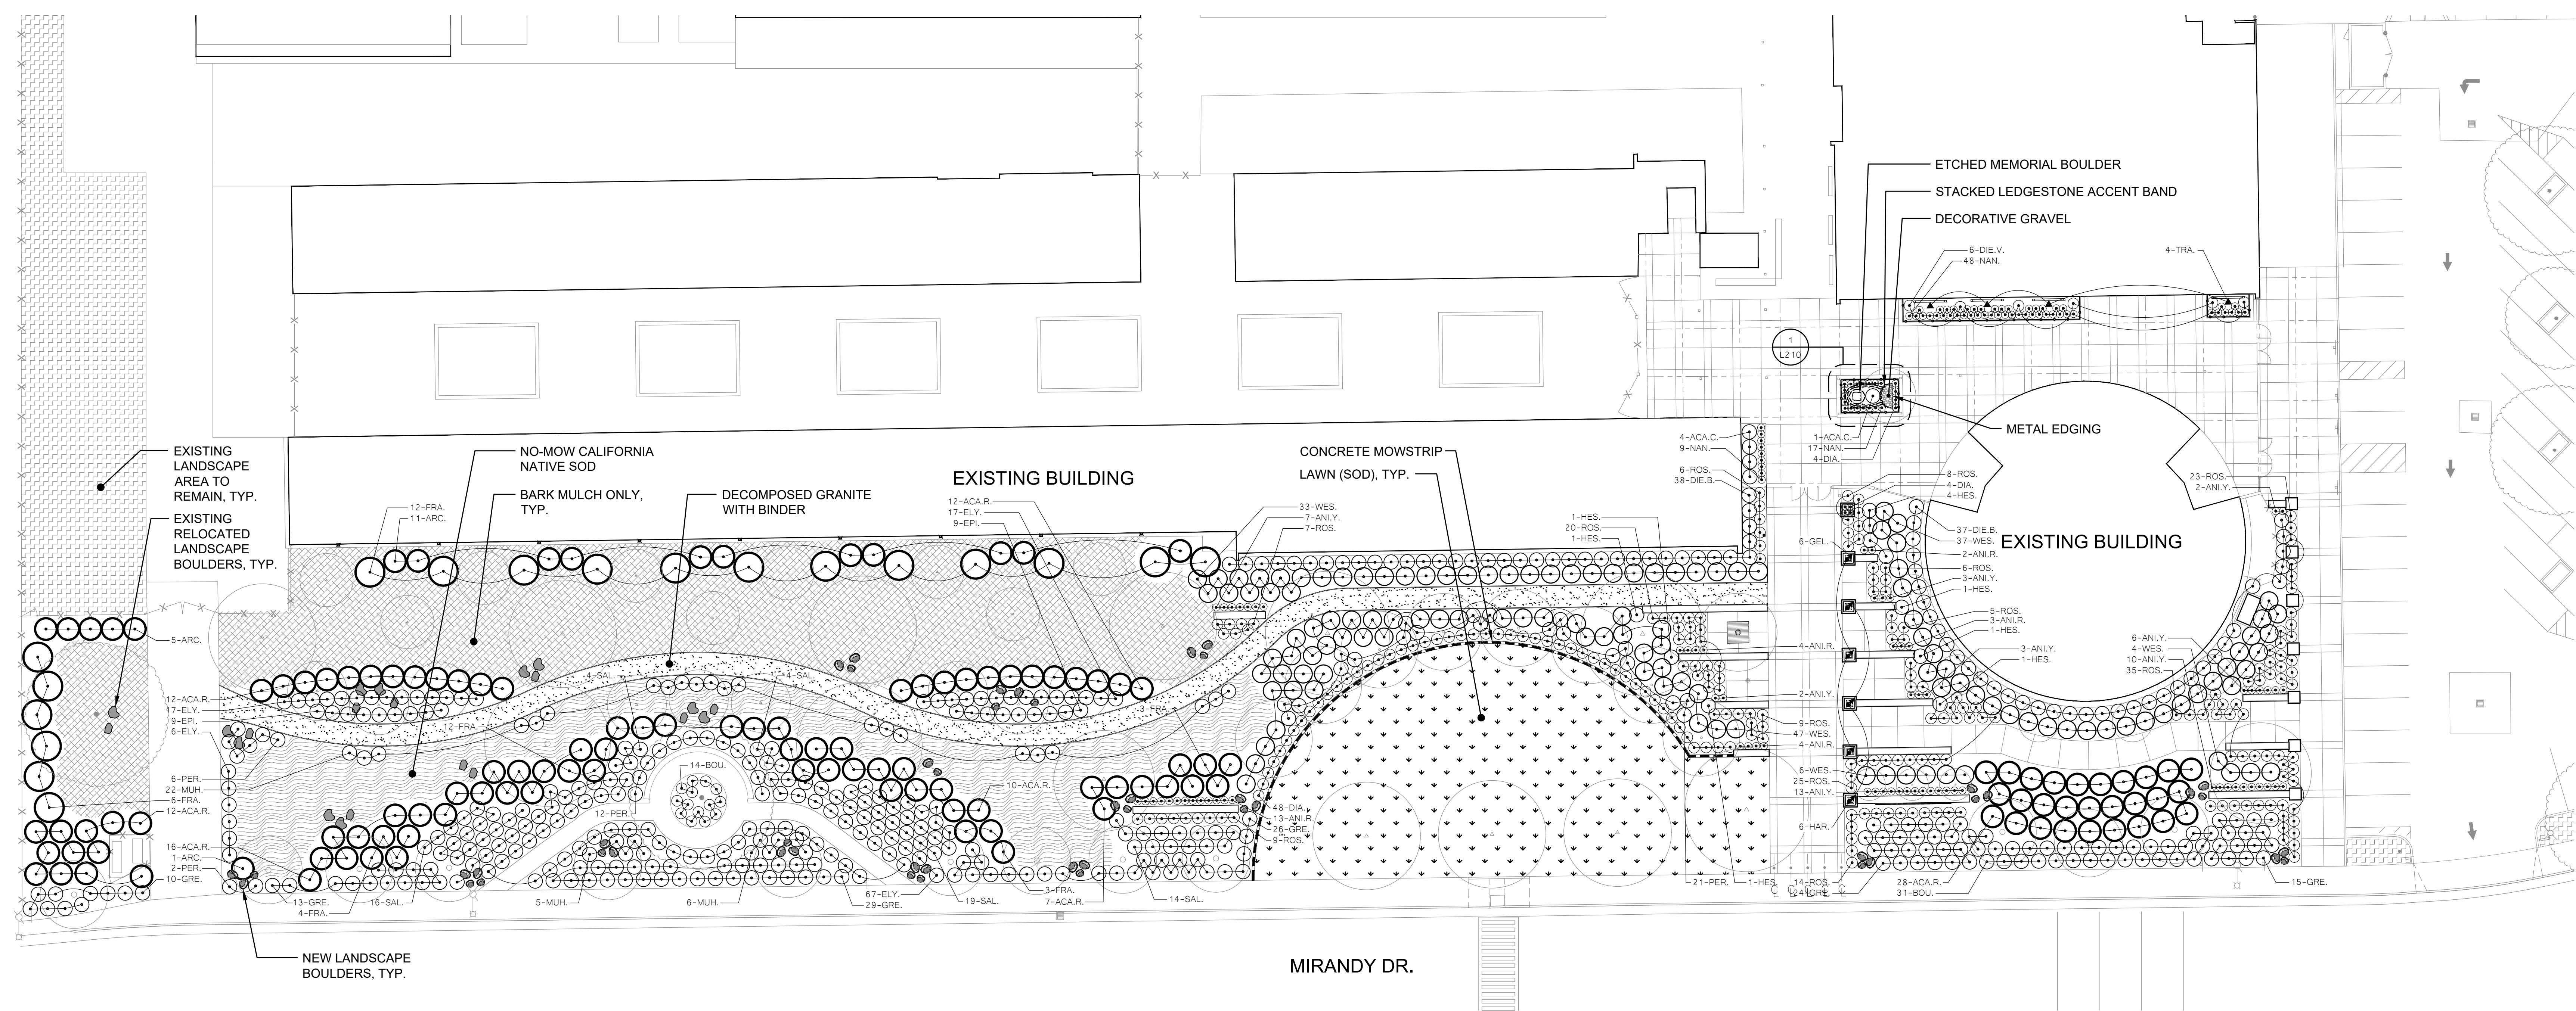 ETCHED MEMORIAL BOULDER
STACKED LEDGESTONE ACCENT BAND
DECORATIVE GRAVEL
6-DIE.V.
48-NAN.
4-TRA.
1
L210
METAL EDGING
1-ACA.C.
17-NAN.
4-DIA.
4-ACA.C.
9-NAN.
6-ROS.
38-DIE.B.
EXISTING
LANDSCAPE
AREA TO
REMAIN, TYP.
EXISTING
RELOCATED
LANDSCAPE
BOULDERS, TYP.
NO-MOW CALIFORNIA
NATIVE SOD
BARK MULCH ONLY,
TYP.
DECOMPOSED GRANITE
WITH BINDER
EXISTING BUILDING
CONCRETE MOWSTRIP
LAWN (SOD), TYP.
12-FRA.
11-ARC.
12-ACA.R.
17-ELY.
9-EPI.
33-WES.
7-ANI.Y.
7-ROS.
1-HES.
20-ROS.
1-HES.
8-ROS.
4-DIA.
4-HES.
23-ROS.
2-ANI.Y.
6-GEL.
37-DIE.B.
37-WES.
EXISTING BUILDING
2-ANI.R.
6-ROS.
3-ANI.Y.
1-HES.
5-ROS.
3-ANI.R.
1-HES.
3-ANI.Y.
1-HES.
6-ANI.Y.
4-WES.
10-ANI.Y.
35-ROS.
5-ARC.
4-ANI.R.
2-ANI.Y.
9-ROS.
47-WES.
4-ANI.R.
4-SAL.
4-SAL.
12-ACA.R.
17-ELY.
9-EPI.
6-ELY.
12-FRA.
3-FRA.
6-PER.
22-MUH.
6-FRA.
12-ACA.R.
14-BOU.
12-PER.
10-ACA.R.
6-WES.
25-ROS.
13-ANI.Y.
6-HAR.
48-DIA.
13-ANI.R.
26-GRE.
9-ROS.
16-ACA.R.
1-ARC.
2-PER.
10-GRE.
13-GRE.
4-FRA.
16-SAL.
5-MUH.
6-MUH.
67-ELY.
29-GRE.
19-SAL.
3-FRA.
7-ACA.R.
14-SAL.
21-PER.
1-HES.
14-ROS.
24-GRE.
28-ACA.R.
31-BOU.
15-GRE.
NEW LANDSCAPE
BOULDERS, TYP.
MIRANDY DR.